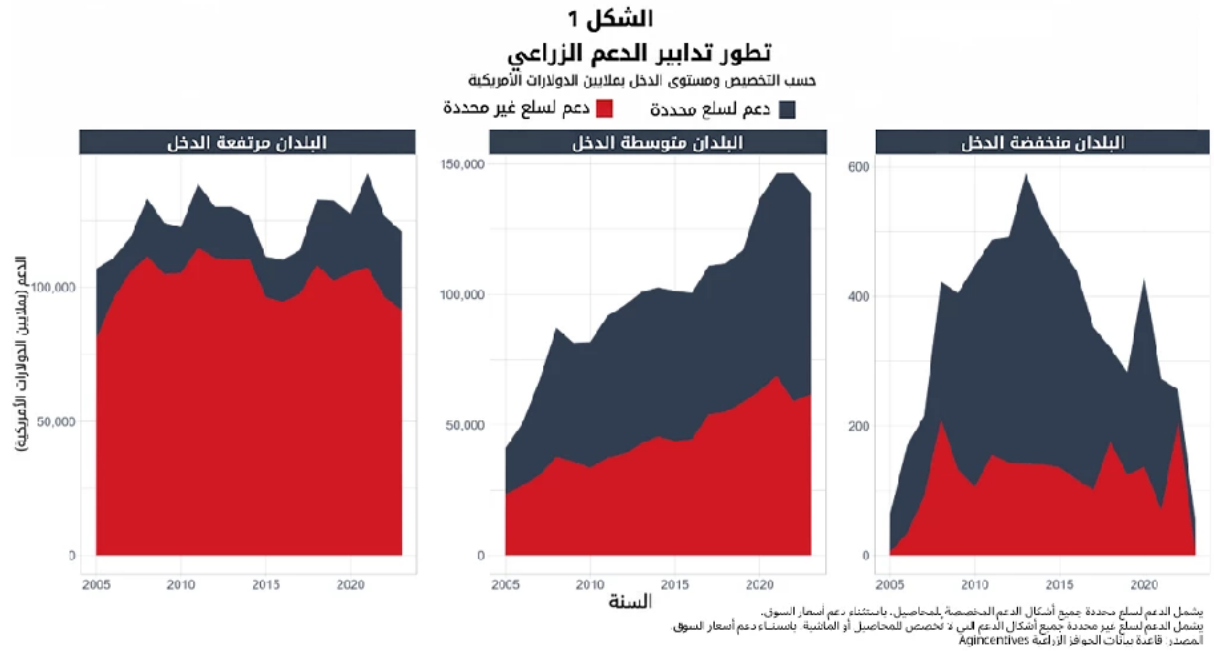 الشكل 1
تطور تدابير الدعم الزراعي
حسب التخصيص ومستوى الدخل بملايين الدولارات الأمريكية
دعم لسلع محددة
دعم لسلع غير محددة
البلدان مرتفعة الدخل
البلدان متوسطة الدخل
البلدان منخفضة الدخل
الدعم (بملايين الدولارات الأمريكية)
100,000
50,000
0
2005 2010 2015 2020
150,000
100,000
50,000
0
2005 2010 2015 2020
600
400
200
0
2005 2010 2015 2020
السنة
يشمل الدعم لسلع محددة جميع أشكال الدعم المخصصة للمحاصيل، باستثناء دعم أسعار السوق.
يشمل الدعم لسلع غير محددة جميع أشكال الدعم التي لا تخصص للمحاصيل أو الماشية باستثناء دعم أسعار السوق.
المصدر: قاعدة بيانات الحوافز الزراعية Agincentives